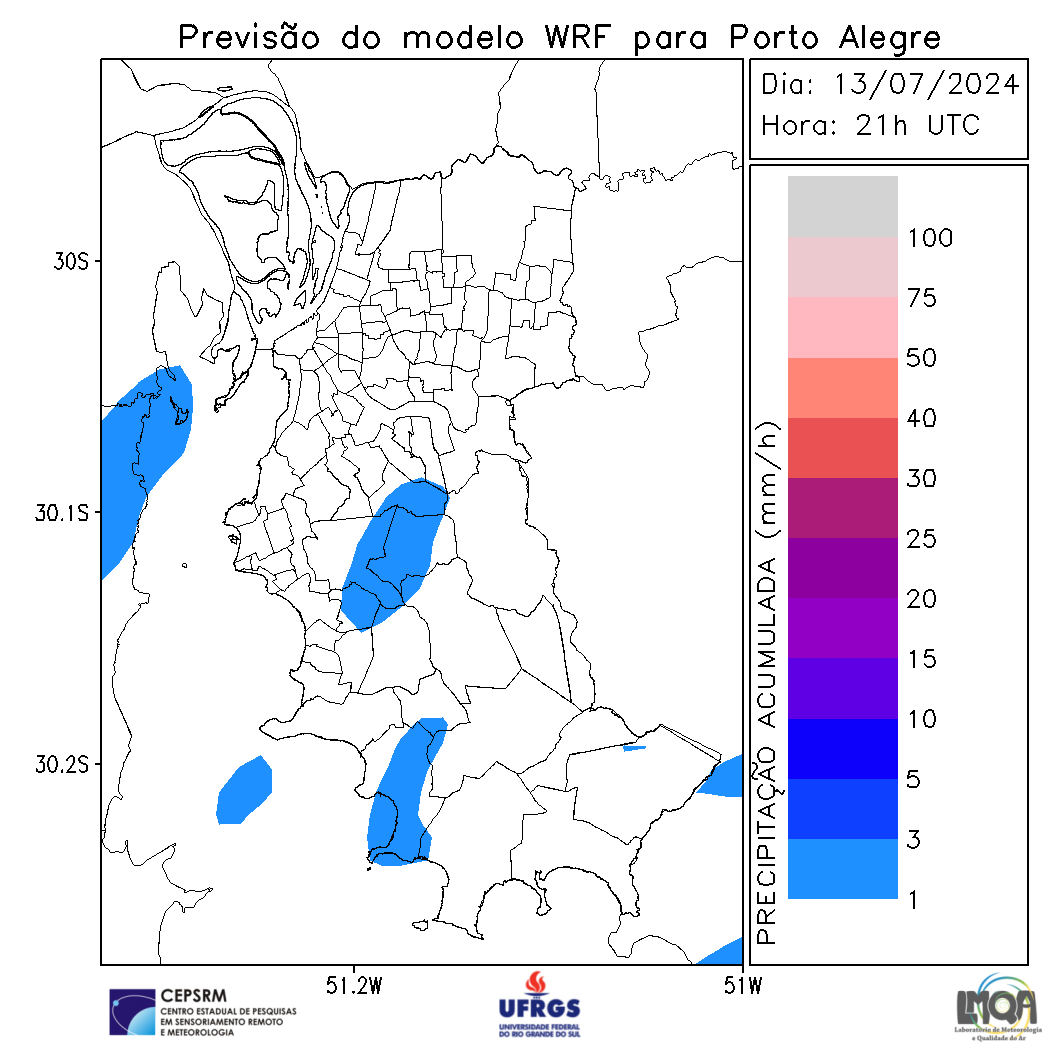 Previsão do modelo WRF para Porto Alegre
Dia: 13/07/2024
Hora: 21h UTC
PRECIPITAÇÃO ACUMULADA (mm/h)
100
75
50
40
30
25
20
15
10
5
3
1
30S
30.1S
30.2S
51.2W
51W
CEPSRM
CENTRO ESTADUAL DE PESQUISAS
EM SENSORIAMENTO REMOTO
E METEOROLOGIA
UFRGS
UNIVERSIDADE FEDERAL
DO RIO GRANDE DO SUL
LMQA
Laboratório de Meteorologia
e Qualidade do Ar